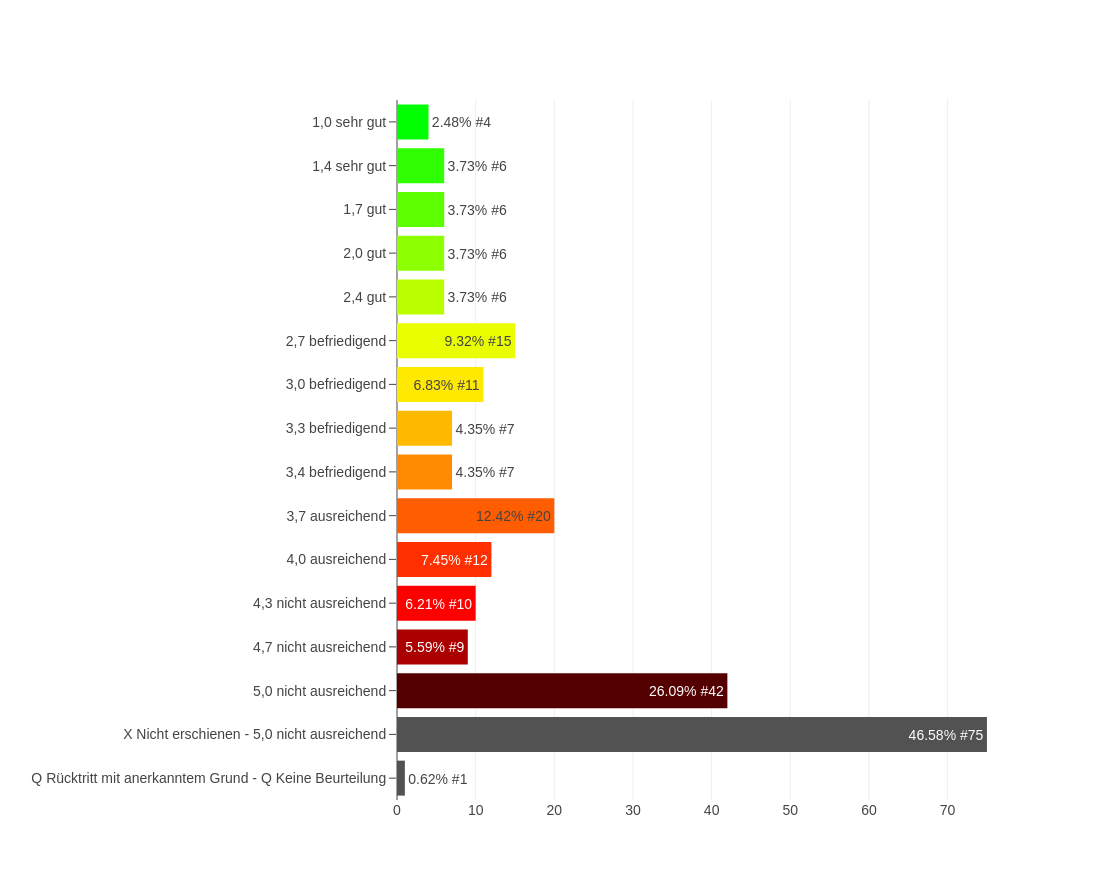 1,0 sehr gut 2.48% #4
1,4 sehr gut 3.73% #6
1,7 gut 3.73% #6
2,0 gut 3.73% #6
2,4 gut 3.73% #6
2,7 befriedigend 9.32% #15
3,0 befriedigend 6.83% #11
3,3 befriedigend 4.35% #7
3,4 befriedigend 4.35% #7
3,7 ausreichend 12.42% #20
4,0 ausreichend 7.45% #12
4,3 nicht ausreichend 6.21% #10
4,7 nicht ausreichend 5.59% #9
5,0 nicht ausreichend 26.09% #42
X Nicht erschienen - 5,0 nicht ausreichend 46.58% #75
Q Rücktritt mit anerkanntem Grund - Q Keine Beurteilung 0.62% #1
0 10 20 30 40 50 60 70